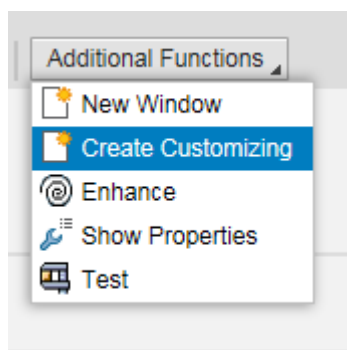 Additional Functions
New Window
Create Customizing
Enhance
Show Properties
Test